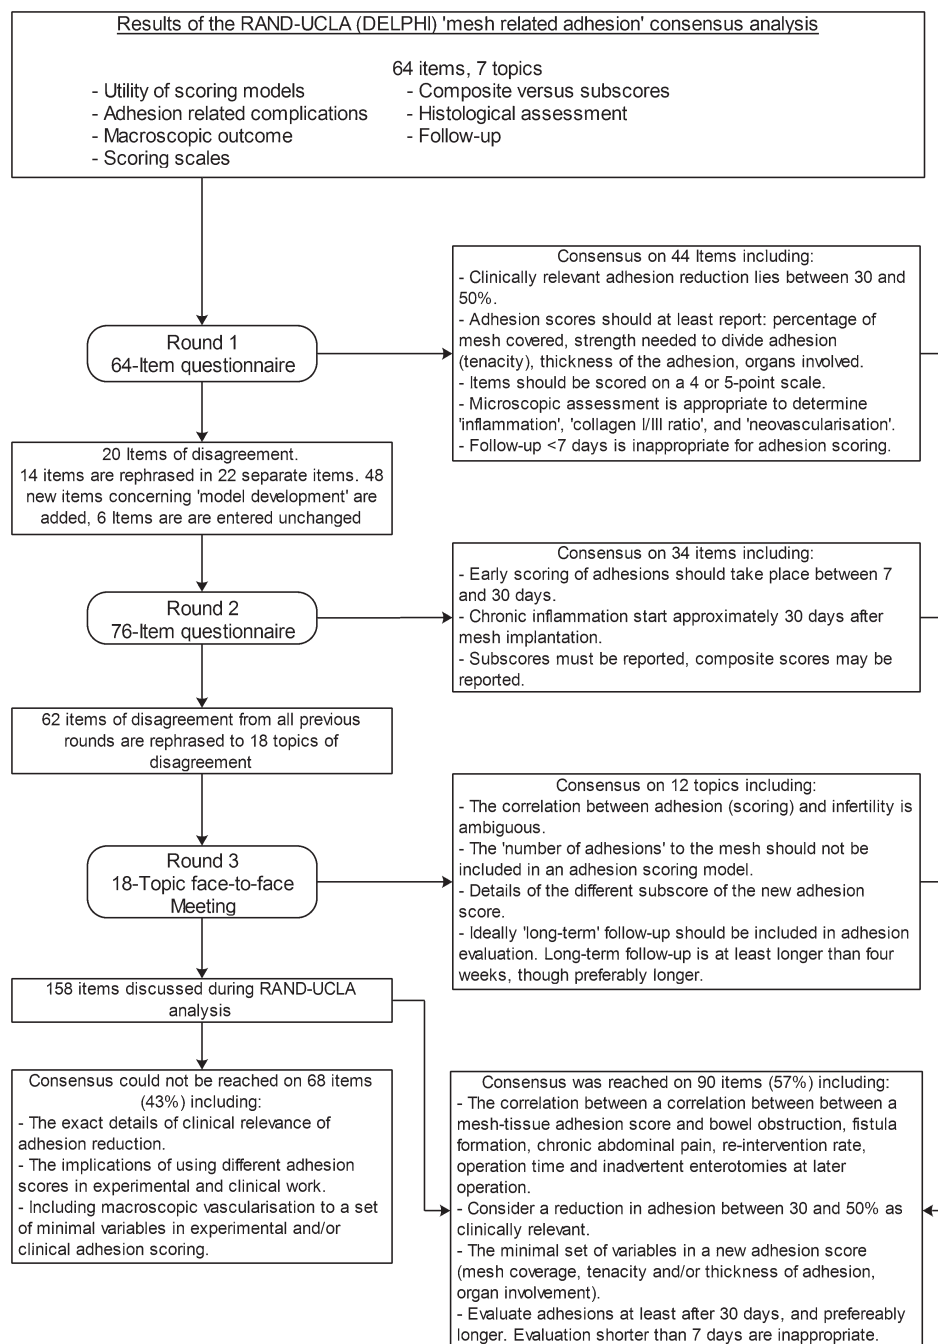 Results of the RAND-UCLA (DELPHI) 'mesh related adhesion' consensus analysis
64 items, 7 topics
- Utility of scoring models
- Adhesion related complications
- Macroscopic outcome
- Scoring scales
- Composite versus subscores
- Histological assessment
- Follow-up
Round 1
64-Item questionnaire
Consensus on 44 Items including:
- Clinically relevant adhesion reduction lies between 30 and
50%.
- Adhesion scores should at least report: percentage of
mesh covered, strength needed to divide adhesion
(tenacity), thickness of the adhesion, organs involved.
- Items should be scored on a 4 or 5-point scale.
- Microscopic assessment is appropriate to determine
'inflammation', 'collagen I/III ratio', and 'neovascularisation'.
- Follow-up <7 days is inappropriate for adhesion scoring.
20 Items of disagreement.
14 items are rephrased in 22 separate items. 48
new items concerning 'model development' are
added, 6 Items are are entered unchanged
Round 2
76-Item questionnaire
Consensus on 34 items including:
- Early scoring of adhesions should take place between 7
and 30 days.
- Chronic inflammation start approximately 30 days after
mesh implantation.
- Subscores must be reported, composite scores may be
reported.
62 items of disagreement from all previous
rounds are rephrased to 18 topics of
disagreement
Round 3
18-Topic face-to-face
Meeting
Consensus on 12 topics including:
- The correlation between adhesion (scoring) and infertility is
ambiguous.
- The 'number of adhesions' to the mesh should not be
included in an adhesion scoring model.
- Details of the different subscore of the new adhesion
score.
- Ideally 'long-term' follow-up should be included in adhesion
evaluation. Long-term follow-up is at least longer than four
weeks, though preferably longer.
158 items discussed during RAND-UCLA
analysis
Consensus could not be reached on 68 items
(43%) including:
- The exact details of clinical relevance of
adhesion reduction.
- The implications of using different adhesion
scores in experimental and clinical work.
- Including macroscopic vascularisation to a set
of minimal variables in experimental and/or
clinical adhesion scoring.
Consensus was reached on 90 items (57%) including:
- The correlation between a correlation between between a
mesh-tissue adhesion score and bowel obstruction, fistula
formation, chronic abdominal pain, re-intervention rate,
operation time and inadvertent enterotomies at later
operation.
- Consider a reduction in adhesion between 30 and 50% as
clinically relevant.
- The minimal set of variables in a new adhesion score
(mesh coverage, tenacity and/or thickness of adhesion,
organ involvement).
- Evaluate adhesions at least after 30 days, and prefereably
longer. Evaluation shorter than 7 days are inappropriate.